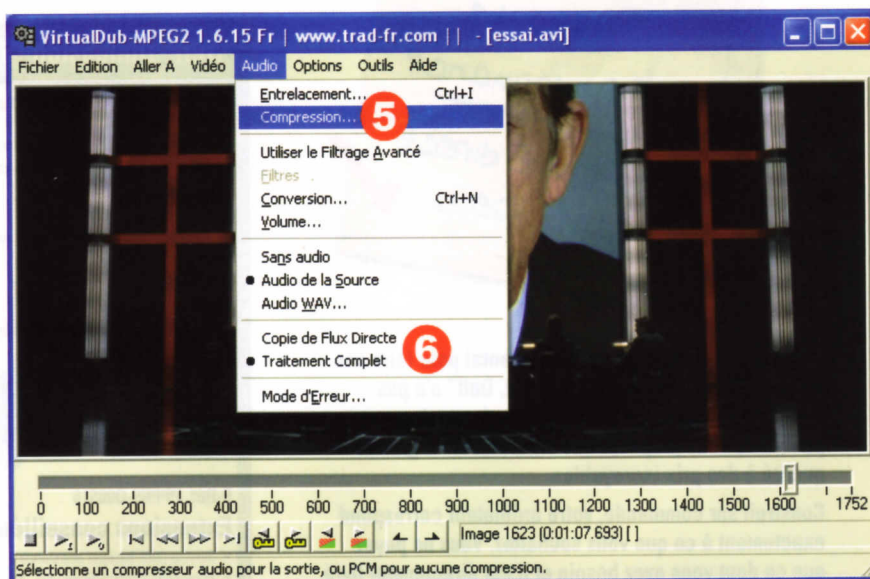 VirtualDub-MPEG2 1.6.15 Fr | www.trad-fr.com || - [essai.avi]
Fichier Edition Aller A Vidéo Audio Options Outils Aide
Entrelacement... Ctrl+I
Compression... 5
Utiliser le Filtrage Avancé
Filtres
Conversion... Ctrl+N
Volume...
Sans audio
Audio de la Source
Audio WAV...
Copie de Flux Directe
6
Traitement Complet
Mode d'Erreur...
0 100 200 300 400 500 600 700 800 900 1000 1100 1200 1300 1400 1500 1600 1752
Image 1623 (0:01:07.693) [ ]
Sélectionne un compresseur audio pour la sortie, ou PCM pour aucune compression.